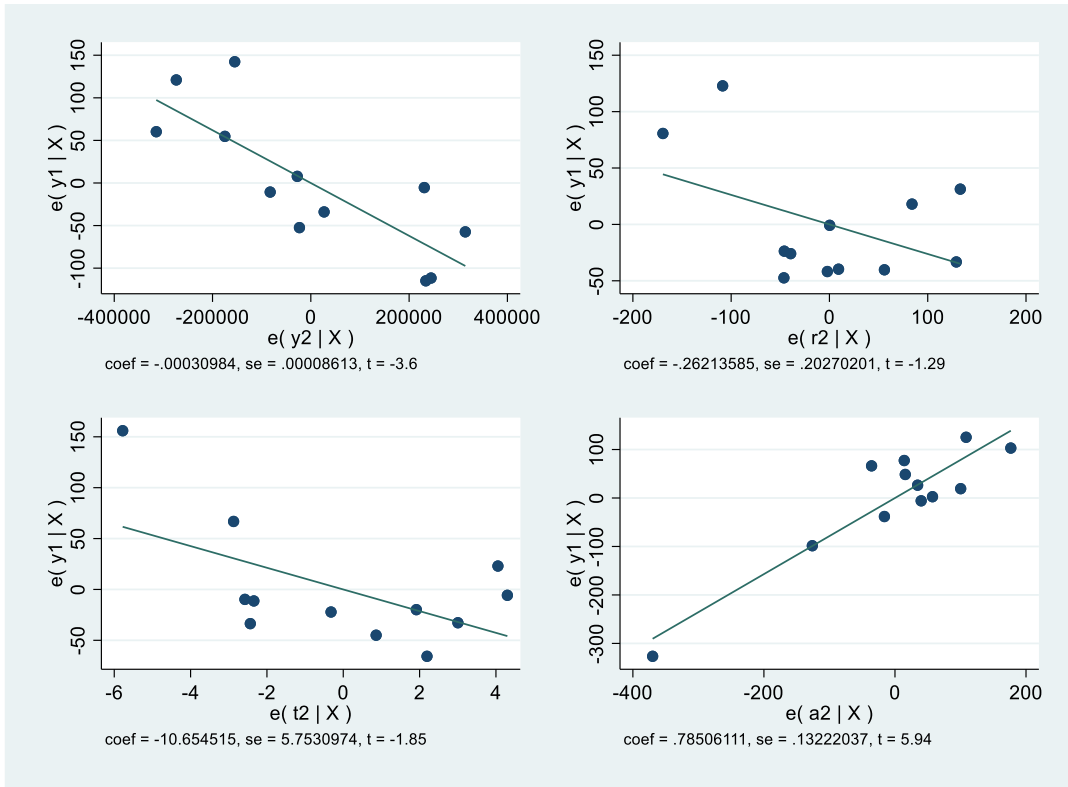 150
100
50
0
-50
-100
e( y1 | X )
-400000 -200000 0 200000 400000
e( y2 | X )
coef = -.00030984, se = .00008613, t = -3.6
150
100
50
0
-50
e( y1 | X )
-200 -100 0 100 200
e( r2 | X )
coef = -.26213585, se = .20270201, t = -1.29
150
100
50
0
-50
e( y1 | X )
-6 -4 -2 0 2 4
e( t2 | X )
coef = -10.654515, se = 5.7530974, t = -1.85
100
0
-100
-200
-300
e( y1 | X )
-400 -200 0 200
e( a2 | X )
coef = .78506111, se = .13222037, t = 5.94